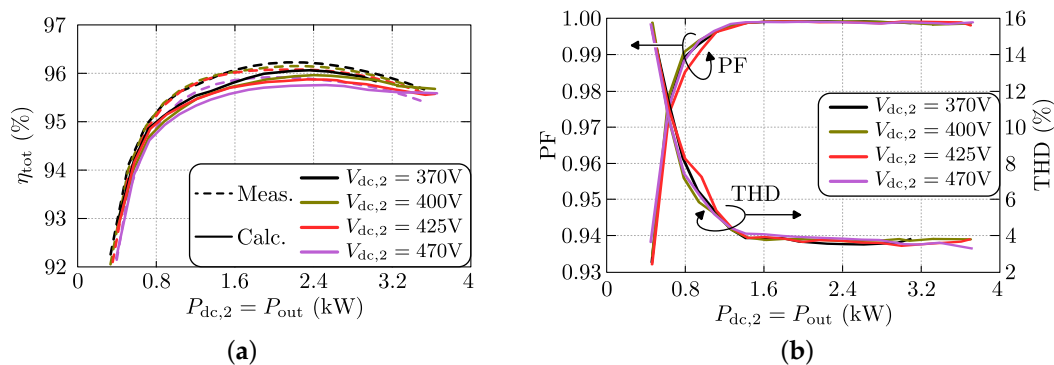 97
96
95
94
93
92
η_tot (%)
Meas.
Calc.
V_dc,2 = 370V
V_dc,2 = 400V
V_dc,2 = 425V
V_dc,2 = 470V
0 0.8 1.6 2.4 3.2 4
P_dc,2 = P_out (kW)
(a)
1.00
0.99
0.98
0.97
0.96
0.95
0.94
0.93
PF
PF
THD
V_dc,2 = 370V
V_dc,2 = 400V
V_dc,2 = 425V
V_dc,2 = 470V
16
14
12
10
8
6
4
2
THD (%)
0 0.8 1.6 2.4 3.2 4
P_dc,2 = P_out (kW)
(b)